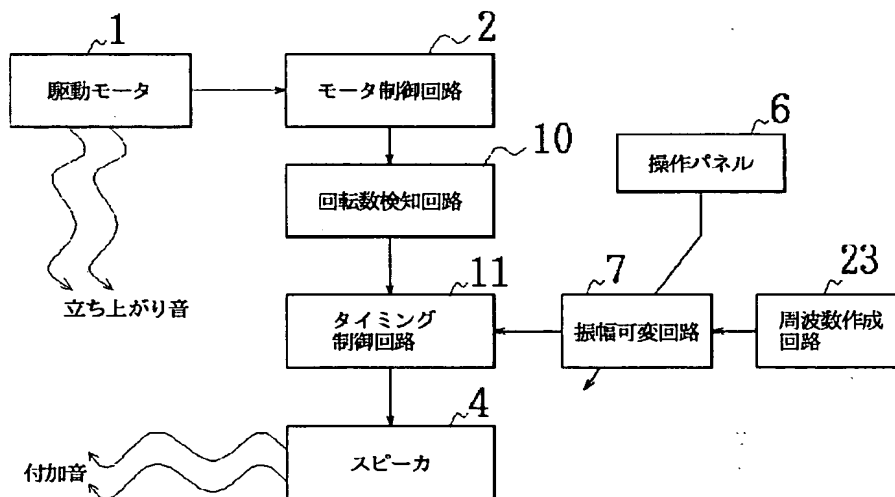 1
駆動モータ
2
モータ制御回路
10
回転数検知回路
6
操作パネル
立ち上がり音
11
タイミング
制御回路
7
振幅可変回路
23
周波数作成
回路
4
スピーカ
付加音